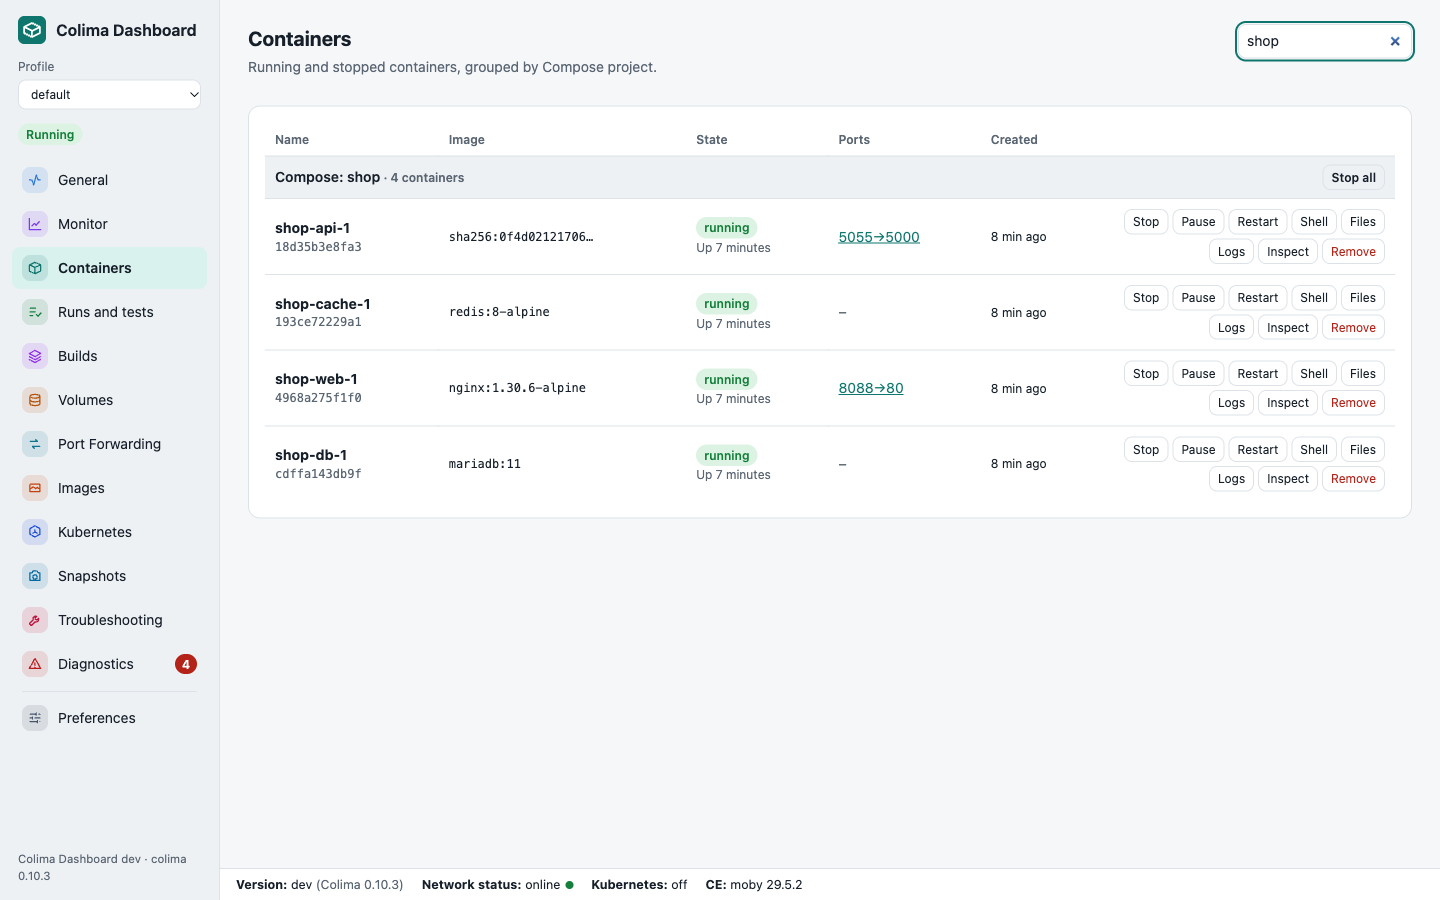 Colima Dashboard
Profile
default
Running
General
Monitor
Containers
Runs and tests
Builds
Volumes
Port Forwarding
Images
Kubernetes
Snapshots
Troubleshooting
Diagnostics 4
Preferences
Colima Dashboard dev · colima
0.10.3
Containers
Running and stopped containers, grouped by Compose project.
shop
Name Image State Ports Created
Compose: shop · 4 containers Stop all
shop-api-1
18d35b3e8fa3
sha256:0f4d02121706…
running
Up 7 minutes
5055→5000
8 min ago
Stop Pause Restart Shell Files
Logs Inspect Remove
shop-cache-1
193ce72229a1
redis:8-alpine
running
Up 7 minutes
–
8 min ago
Stop Pause Restart Shell Files
Logs Inspect Remove
shop-web-1
4968a275f1f0
nginx:1.30.6-alpine
running
Up 7 minutes
8088→80
8 min ago
Stop Pause Restart Shell Files
Logs Inspect Remove
shop-db-1
cdffa143db9f
mariadb:11
running
Up 7 minutes
–
8 min ago
Stop Pause Restart Shell Files
Logs Inspect Remove
Version: dev (Colima 0.10.3) Network status: online Kubernetes: off CE: moby 29.5.2